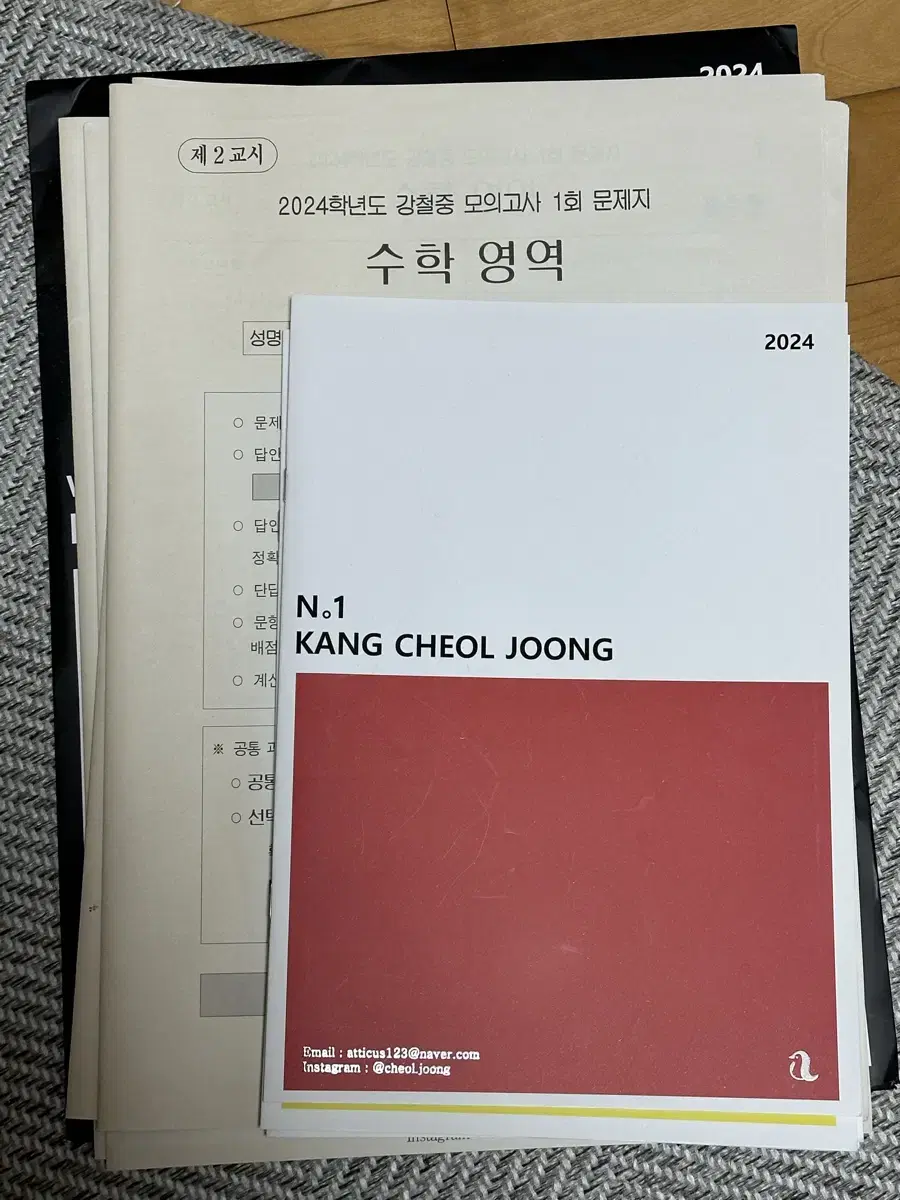 2024
제 2 교시
2024학년도 강철중 모의고사 1회 문제지
수학 영역
성명
2024
○ 문제
○ 답안
○ 답안
정확
○ 단답
○ 문항
배점
○ 계산
N.1
KANG CHEOL JOONG
※ 공통 과
○ 공통
○ 선택
Email : atticus123@naver.com
Instagram : @cheol.joong
Instagram